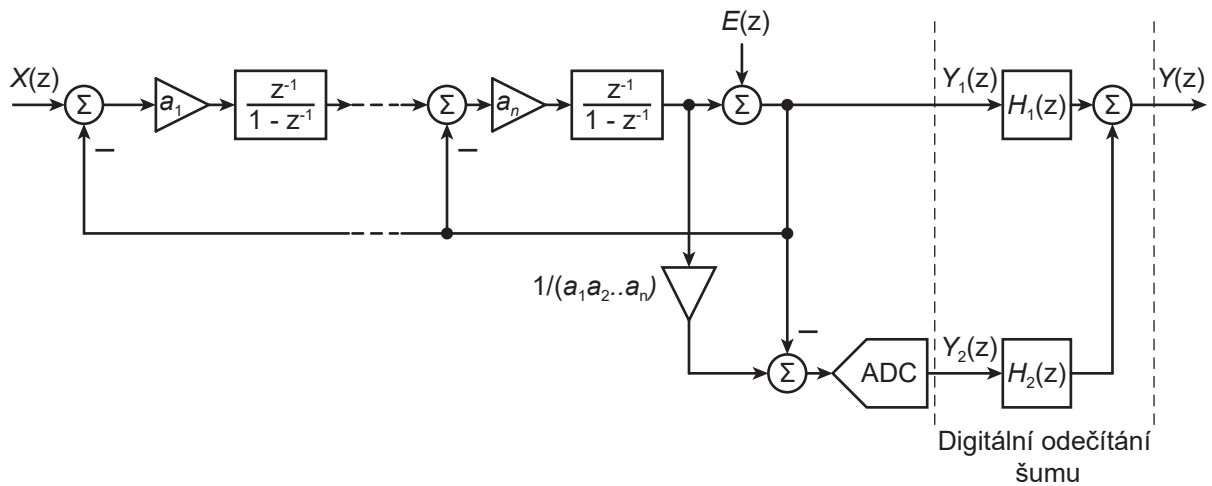 E(z)
X(z)
Σ
a₁
z⁻¹
1 - z⁻¹
Σ
aₙ
z⁻¹
1 - z⁻¹
Σ
Y₁(z)
H₁(z)
Σ
Y(z)
–
–
1/(a₁a₂..aₙ)
–
Σ
ADC
Y₂(z)
H₂(z)
Digitální odečítání
šumu